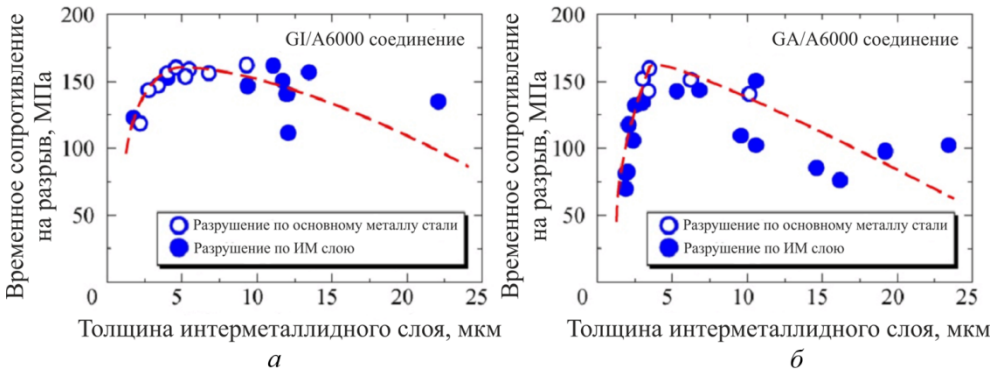 200
150
100
50
0
5
10
15
20
25
Временное сопротивление
на разрыв, МПа
GI/A6000 соединение
Разрушение по основному металлу стали
Разрушение по ИМ слою
Толщина интерметаллидного слоя, мкм
а
200
150
100
50
0
5
10
15
20
25
Временное сопротивление
на разрыв, МПа
GA/A6000 соединение
Разрушение по основному металлу стали
Разрушение по ИМ слою
Толщина интерметаллидного слоя, мкм
б